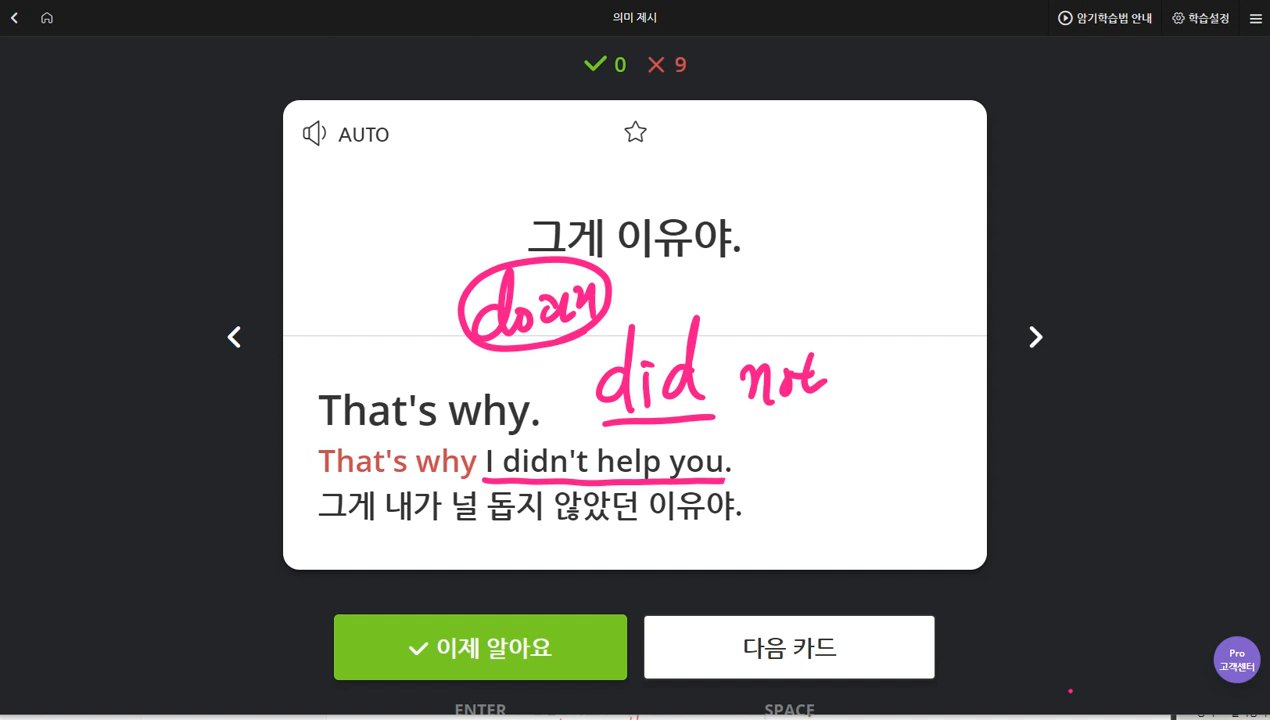 의미 제시
암기학습법 안내
학습설정
0
9
AUTO
그게 이유야.
did not
That's why.
That's why I didn't help you.
그게 내가 널 돕지 않았던 이유야.
이제 알아요
다음 카드
Pro
고객센터
ENTER
SPACE